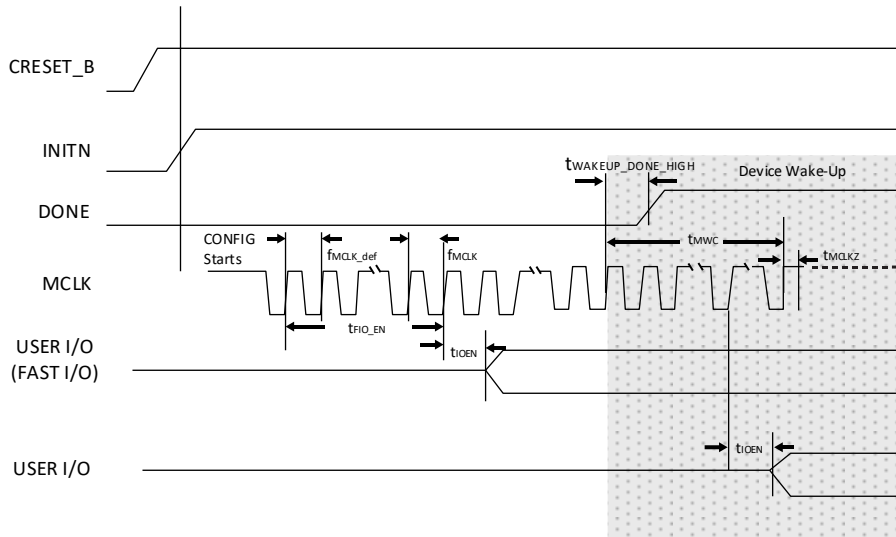 CRESET_B
INITN
tWAKEUP_DONE_HIGH
Device Wake-Up
DONE
CONFIG
Starts
fMCLK_def
fMCLK
tMWC
tMCLKZ
MCLK
tFIO_EN
USER I/O
(FAST I/O)
tIOEN
tIOEN
USER I/O